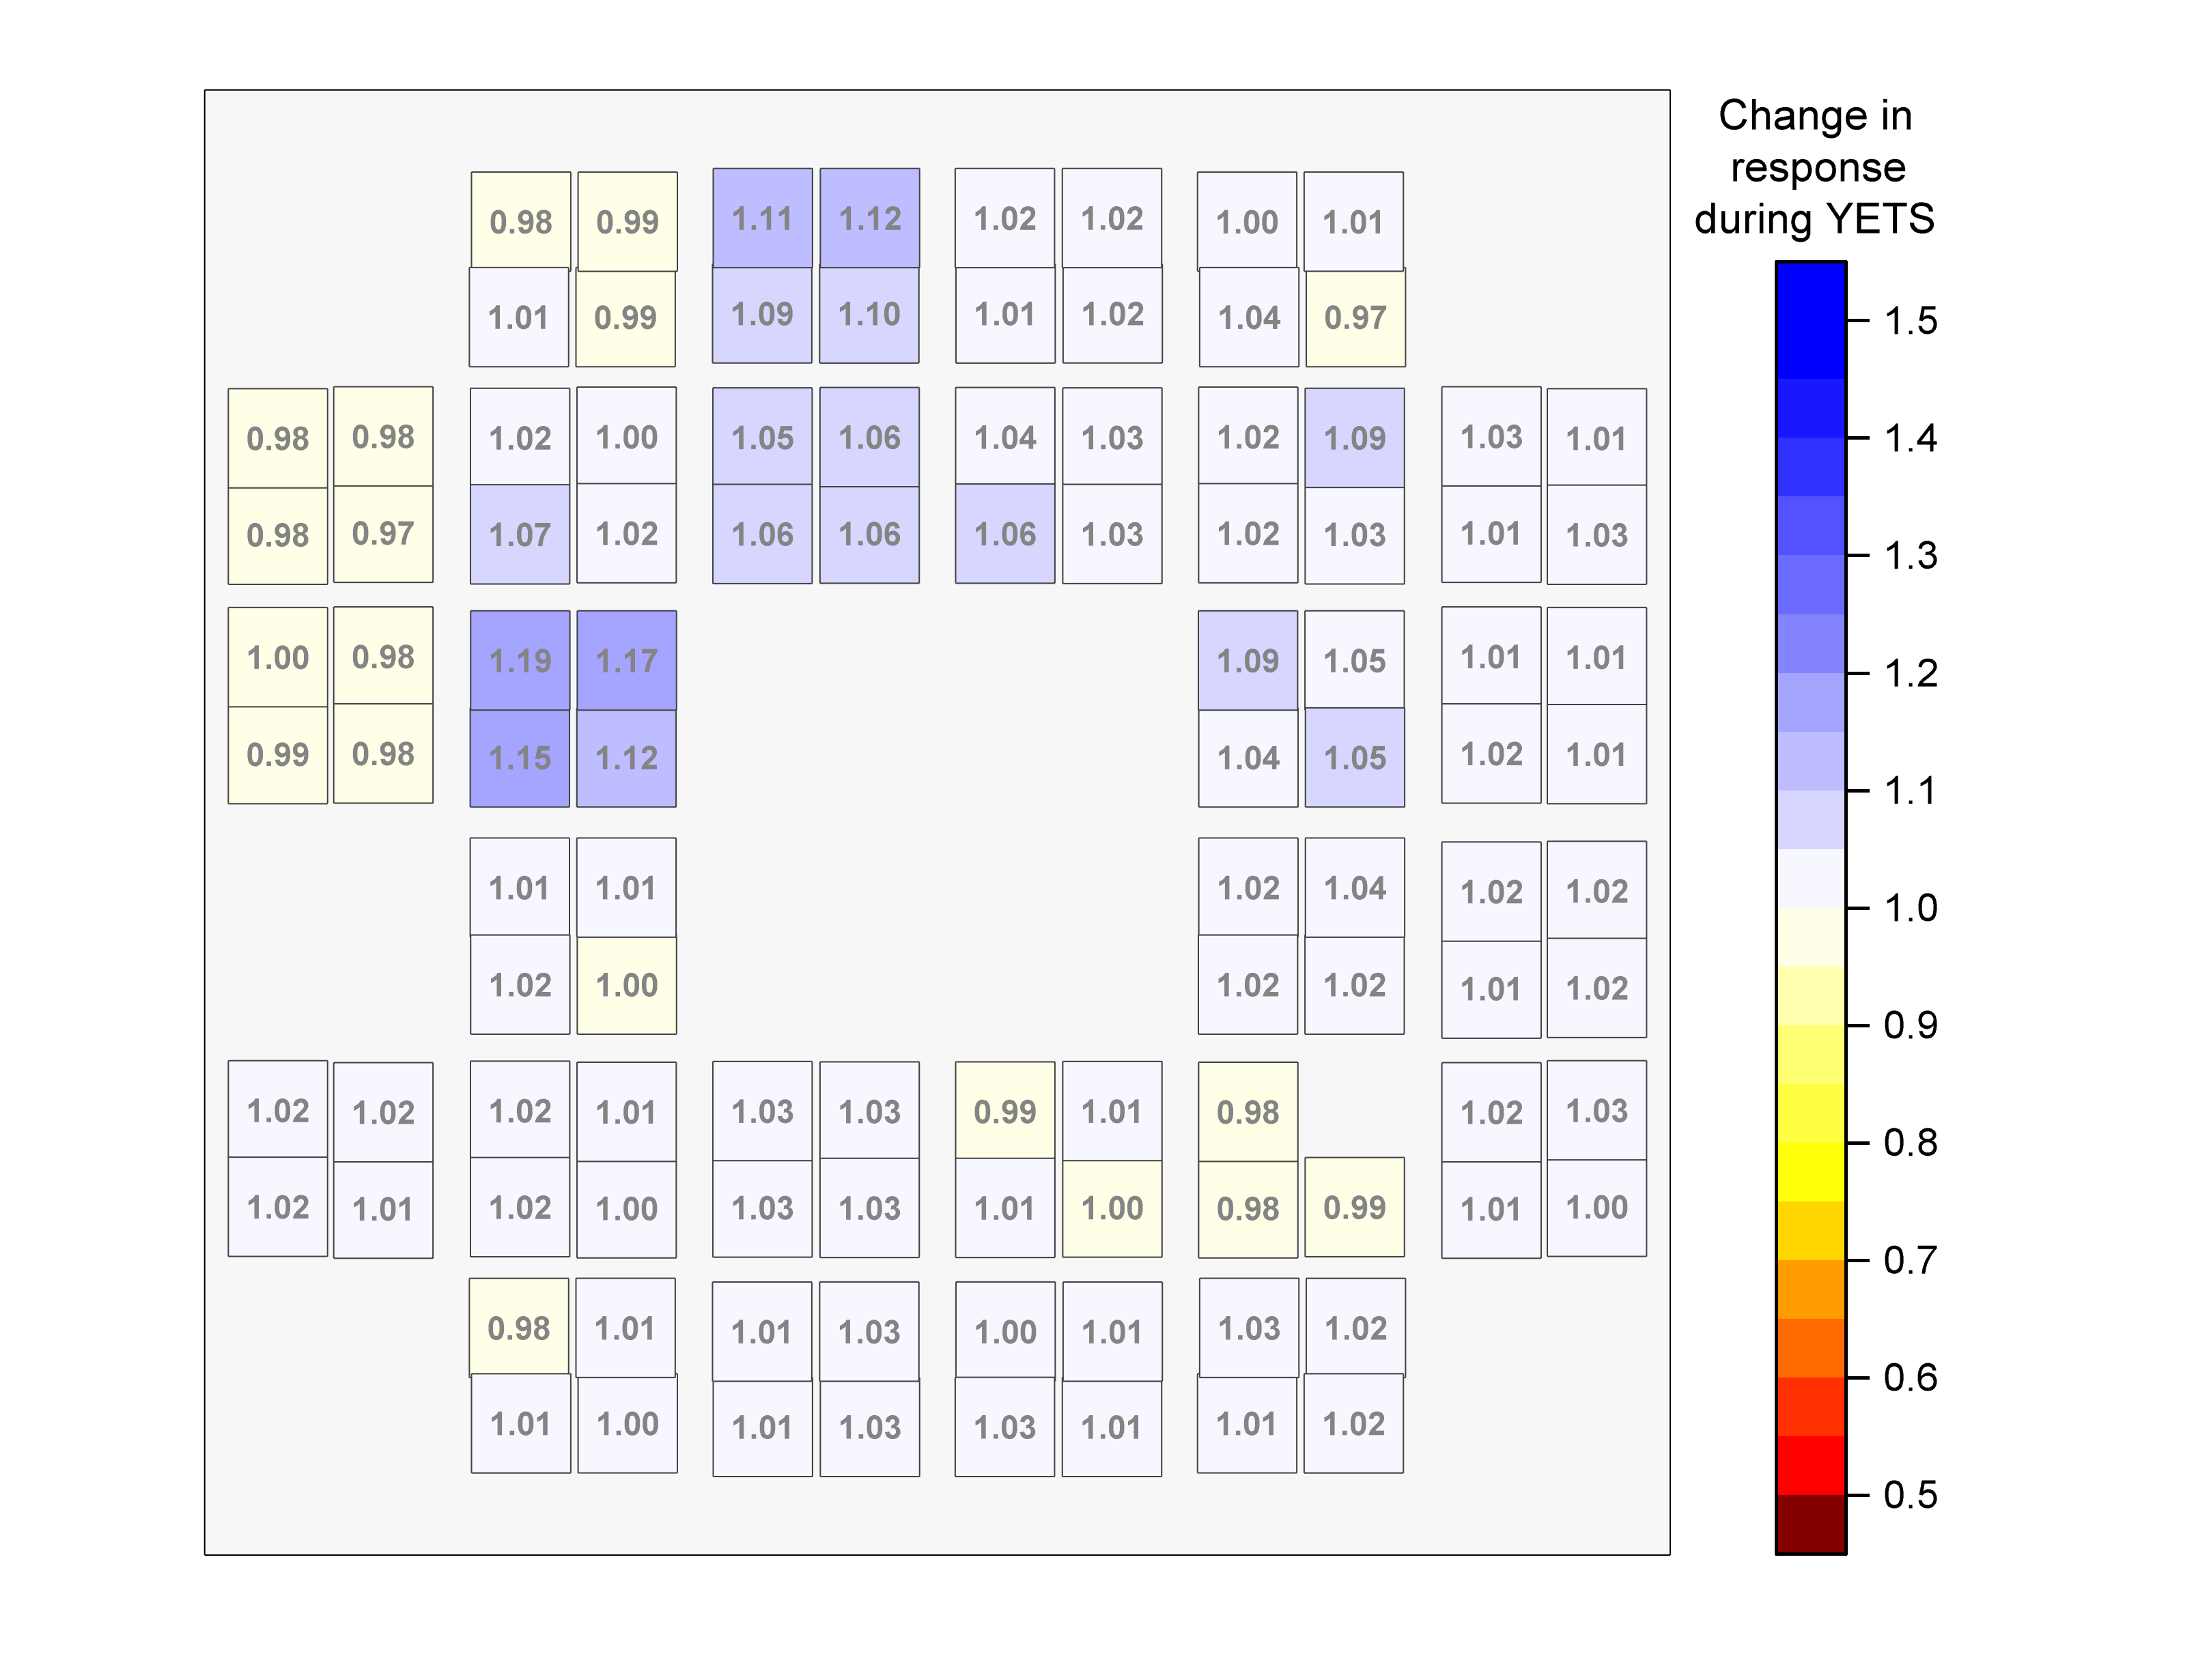 Change in
response
during YETS
0.98 0.99 1.11 1.12 1.02 1.02 1.00 1.01
1.01 0.99 1.09 1.10 1.01 1.02 1.04 0.97
0.98 0.98 1.02 1.00 1.05 1.06 1.04 1.03 1.02 1.09 1.03 1.01
0.98 0.97 1.07 1.02 1.06 1.06 1.06 1.03 1.02 1.03 1.01 1.03
1.00 0.98 1.19 1.17 1.09 1.05 1.01 1.01
0.99 0.98 1.15 1.12 1.04 1.05 1.02 1.01
1.01 1.01 1.02 1.04 1.02 1.02
1.02 1.00 1.02 1.02 1.01 1.02
1.02 1.02 1.02 1.01 1.03 1.03 0.99 1.01 0.98 1.02 1.03
1.02 1.01 1.02 1.00 1.03 1.03 1.01 1.00 0.98 0.99 1.01 1.00
0.98 1.01 1.01 1.03 1.00 1.01 1.03 1.02
1.01 1.00 1.01 1.03 1.03 1.01 1.01 1.02
1.5
1.4
1.3
1.2
1.1
1.0
0.9
0.8
0.7
0.6
0.5